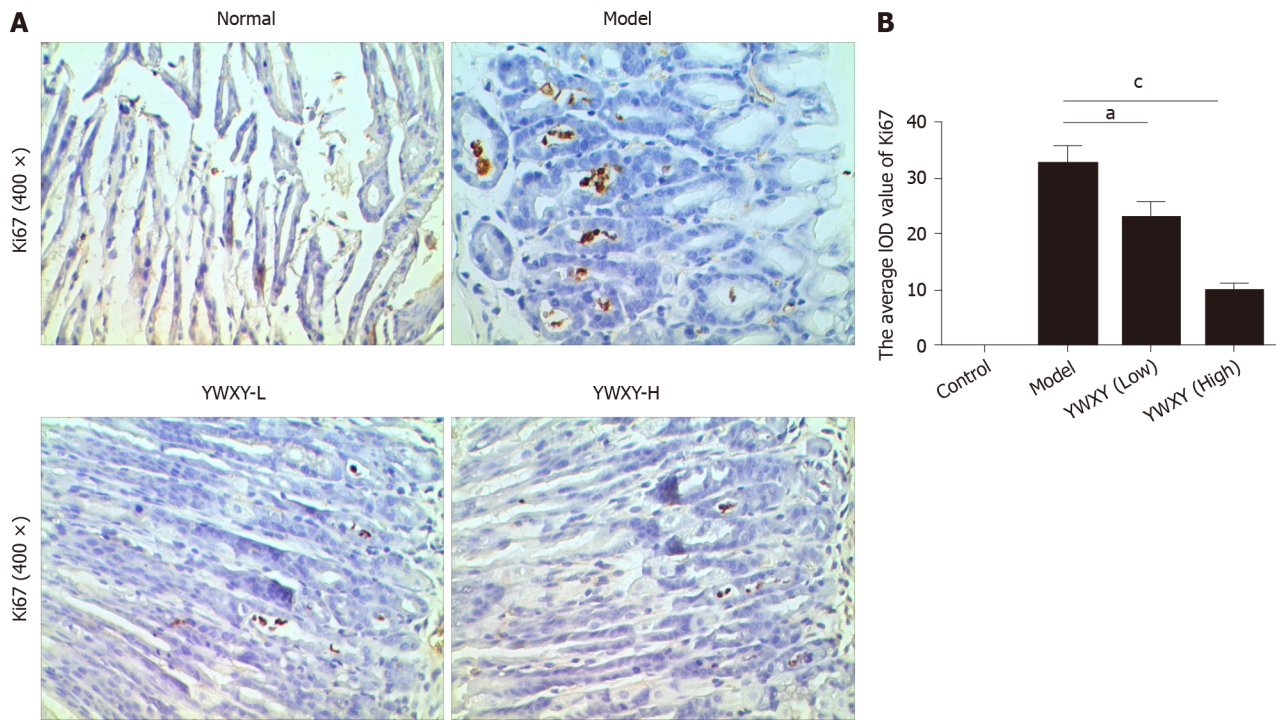 A
Normal
Model
Ki67 (400 ×)
YWXY-L
YWXY-H
Ki67 (400 ×)
B
The average IOD value of Ki67
c
a
40
30
20
10
0
Control
Model
YWXY (Low)
YWXY (High)